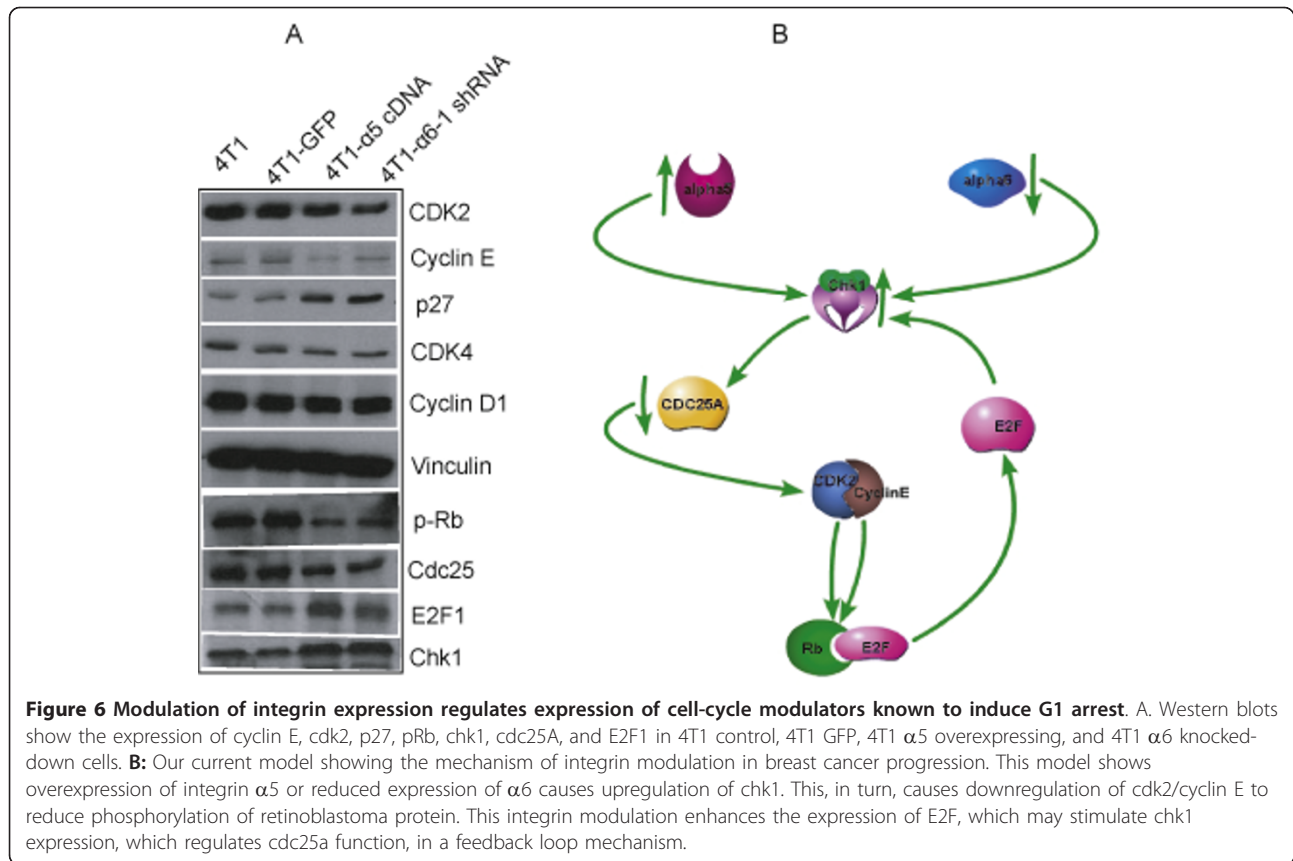 A
B
4T1
4T1-GFP
4T1-α5 cDNA
4T1-α6-1 shRNA
CDK2
Cyclin E
p27
CDK4
Cyclin D1
Vinculin
p-Rb
Cdc25
E2F1
Chk1
alpha5
alpha6
Chk1
CDC25A
E2F
CDK2
CyclinE
Rb
E2F
Figure 6 Modulation of integrin expression regulates expression of cell-cycle modulators known to induce G1 arrest. A. Western blots
show the expression of cyclin E, cdk2, p27, pRb, chk1, cdc25A, and E2F1 in 4T1 control, 4T1 GFP, 4T1 α5 overexpressing, and 4T1 α6 knocked-
down cells. B: Our current model showing the mechanism of integrin modulation in breast cancer progression. This model shows
overexpression of integrin α5 or reduced expression of α6 causes upregulation of chk1. This, in turn, causes downregulation of cdk2/cyclin E to
reduce phosphorylation of retinoblastoma protein. This integrin modulation enhances the expression of E2F, which may stimulate chk1
expression, which regulates cdc25a function, in a feedback loop mechanism.